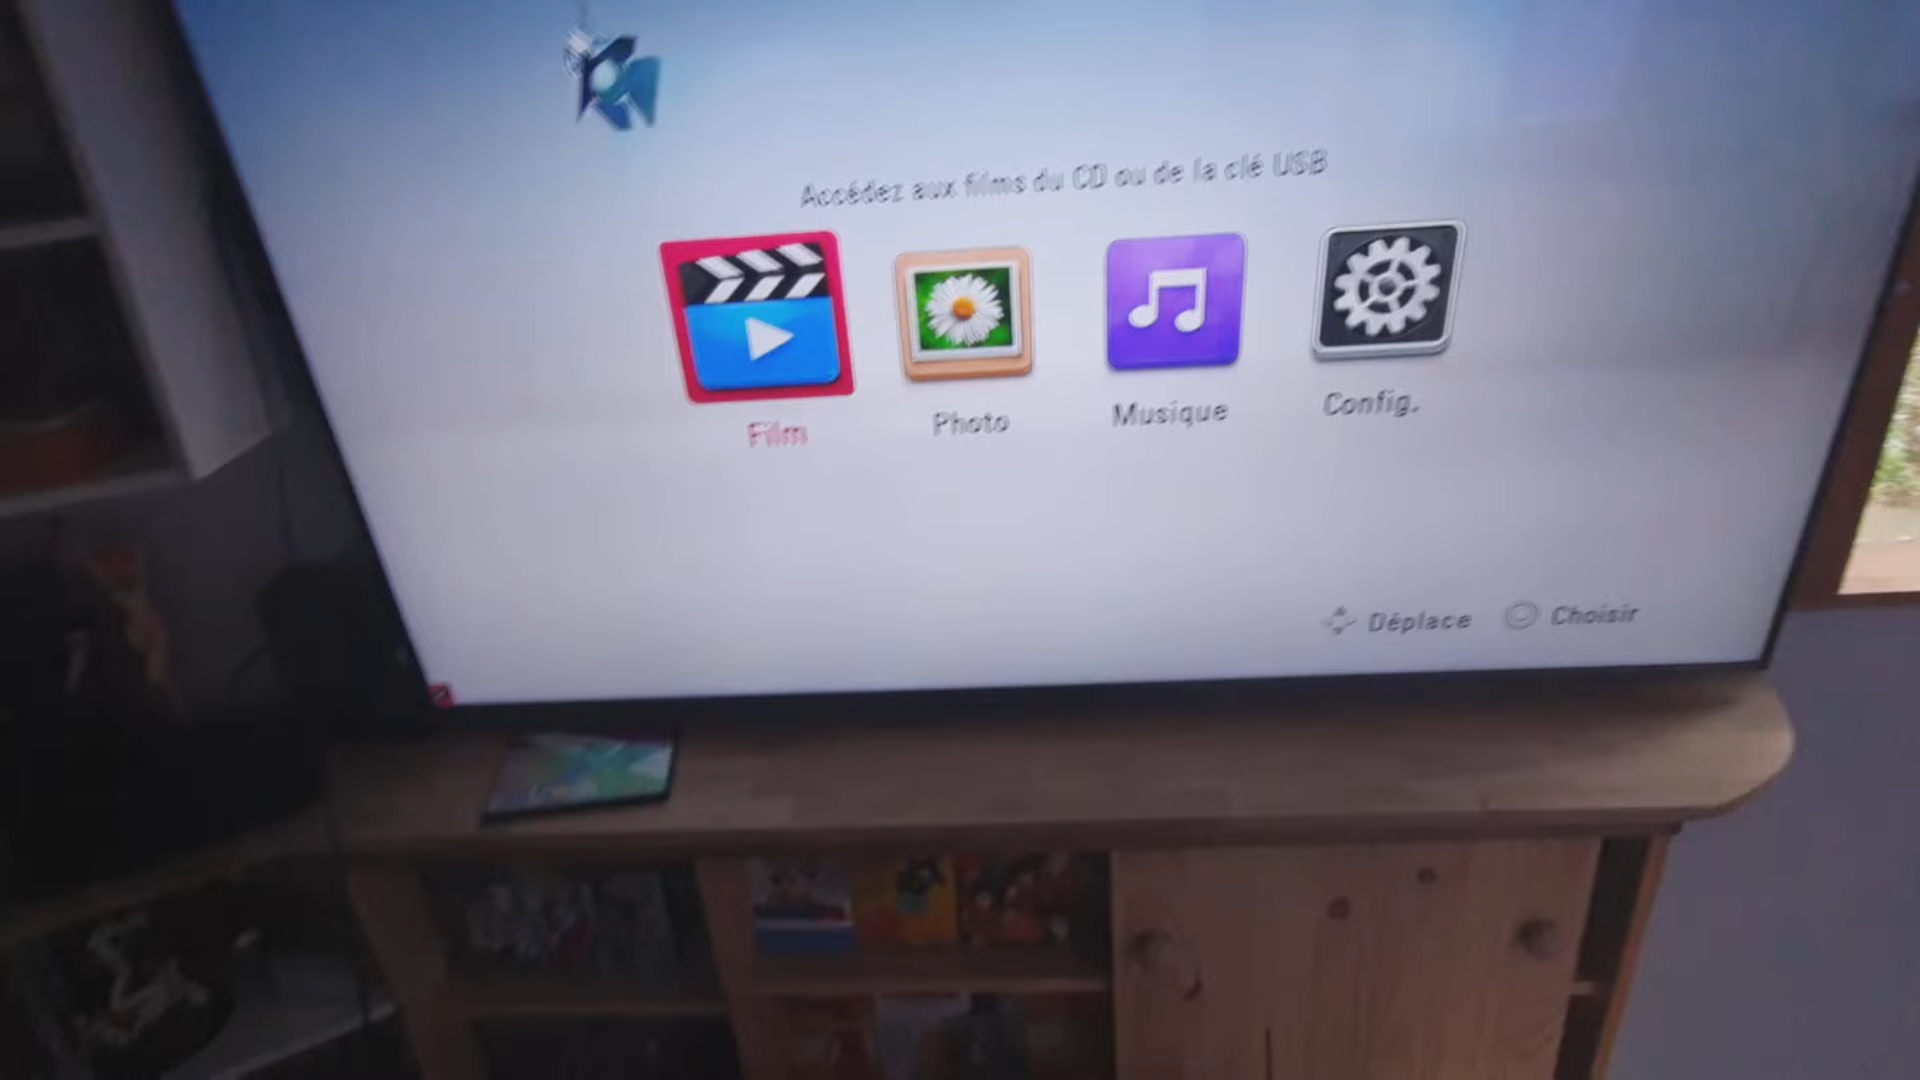 Accédez aux films du CD ou de la clé USB
Film
Photo
Musique
Config.
Déplace
Choisir